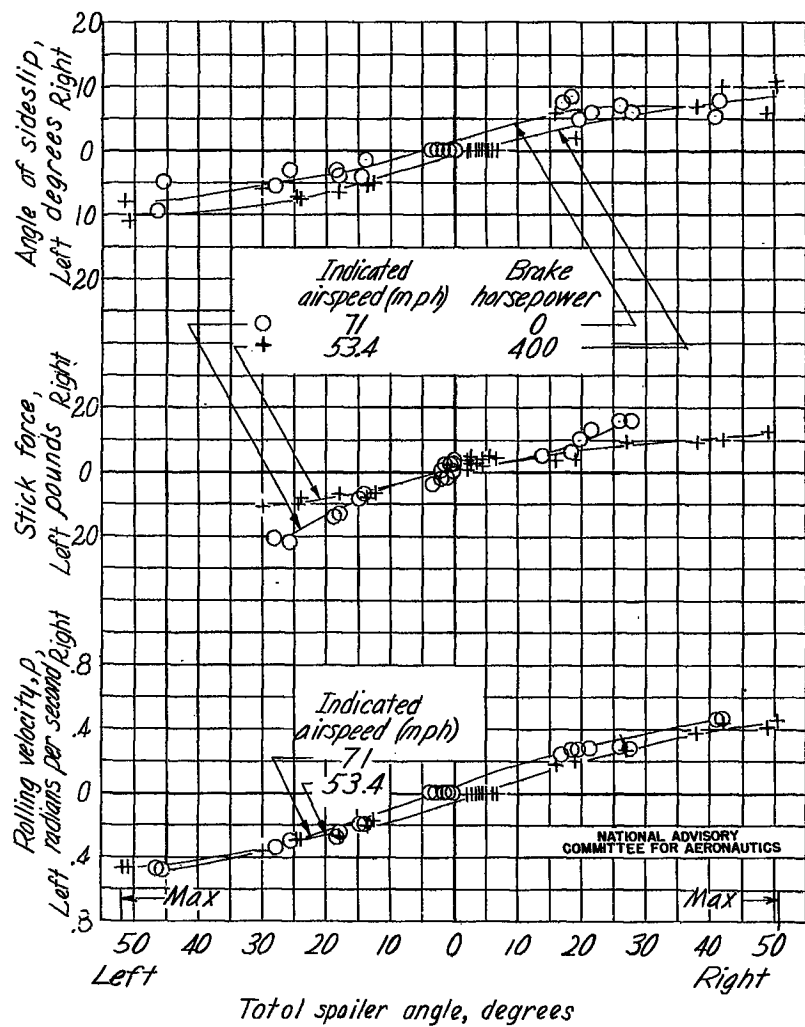 Angle of sideslip,
Left degrees Right
20
10
0
10
20
Indicated Brake
airspeed (mph) horsepower
71 0
53.4 400
Stick force,
Left pounds Right
20
0
20
Rolling velocity, p,
Left radians per second Right
.8
.4
0
.4
.8
Indicated
airspeed (mph)
71
53.4
NATIONAL ADVISORY
COMMITTEE FOR AERONAUTICS
Max Max
50 40 30 20 10 0 10 20 30 40 50
Left Right
Total spoiler angle, degrees